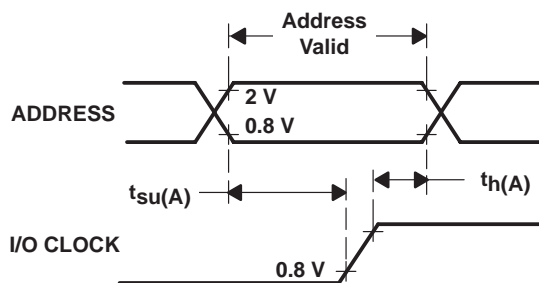 Address
Valid
ADDRESS
2 V
0.8 V
tsu(A)
th(A)
I/O CLOCK
0.8 V